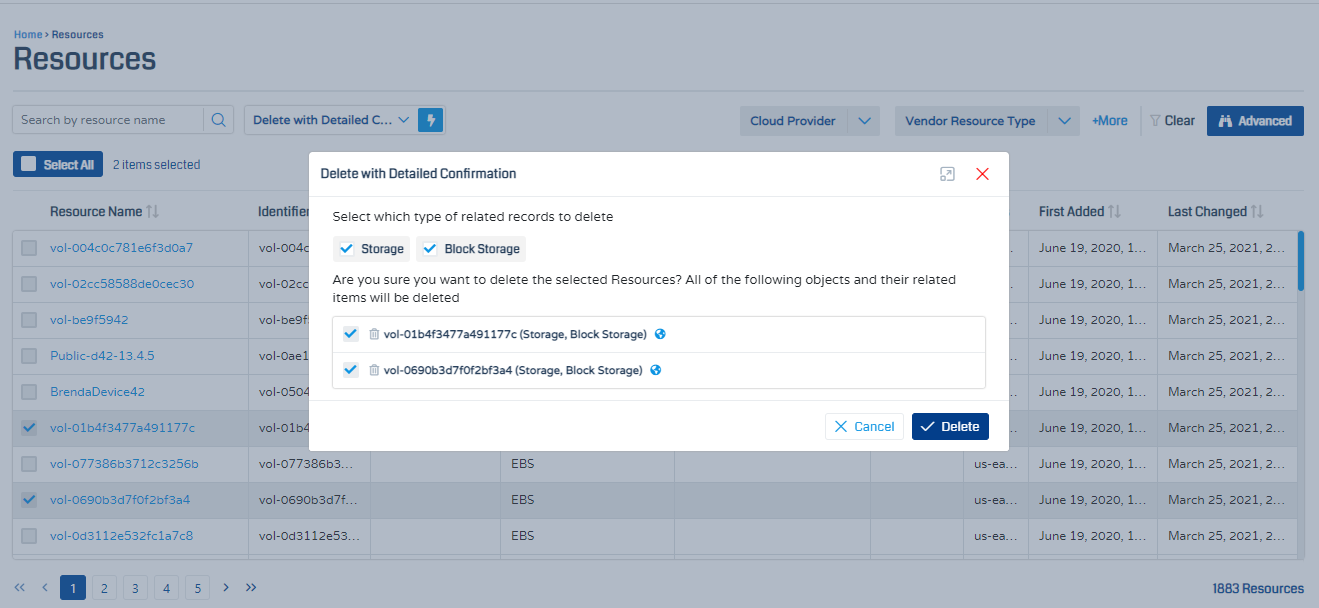 Home › Resources
Resources
Search by resource name
Delete with Detailed C...
Cloud Provider
Vendor Resource Type
+More
Clear
Advanced
Select All
2 items selected
Delete with Detailed Confirmation
Select which type of related records to delete
Storage
Block Storage
Are you sure you want to delete the selected Resources? All of the following objects and their related
items will be deleted
vol-01b4f3477a491177c (Storage, Block Storage)
vol-0690b3d7f0f2bf3a4 (Storage, Block Storage)
Cancel
Delete
Resource Name Identifier First Added Last Changed
vol-004c0c781e6f3d0a7 vol-004c June 19, 2020, 1... March 25, 2021, 2...
vol-02cc58588de0cec30 vol-02cc June 19, 2020, 1... March 25, 2021, 2...
vol-be9f5942 vol-be9f June 19, 2020, 1... March 25, 2021, 2...
Public-d42-13.4.5 vol-0ae1 June 19, 2020, 1... March 25, 2021, 2...
BrendaDevice42 vol-0504 June 19, 2020, 1... March 25, 2021, 2...
vol-01b4f3477a491177c vol-01b4 June 19, 2020, 1... March 25, 2021, 2...
vol-077386b3712c3256b vol-077386b3... EBS us-ea... June 19, 2020, 1... March 25, 2021, 2...
vol-0690b3d7f0f2bf3a4 vol-0690b3d7f... EBS us-ea... June 19, 2020, 1... March 25, 2021, 2...
vol-0d3112e532fc1a7c8 vol-0d3112e53... EBS us-ea... June 19, 2020, 1... March 25, 2021, 2...
« ‹ 1 2 3 4 5 › »
1883 Resources